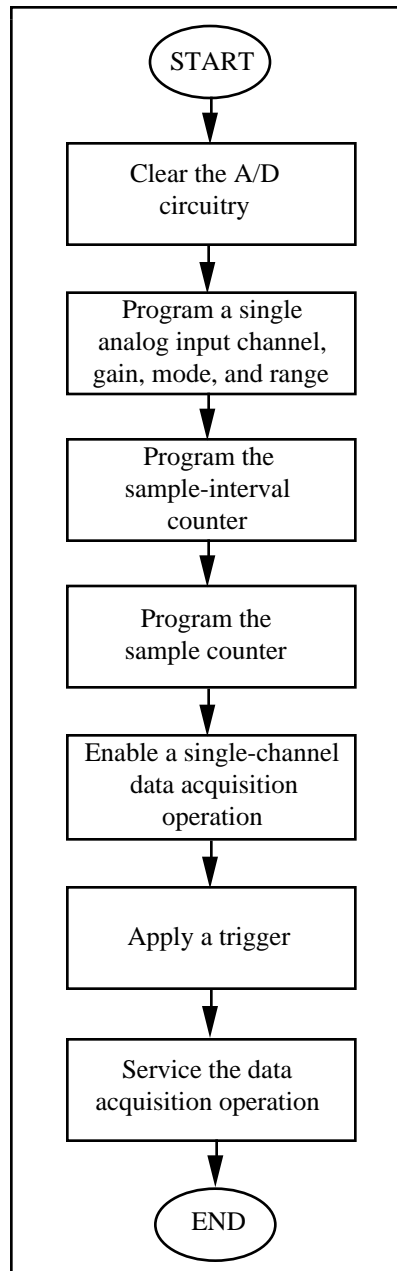 START
Clear the A/D
circuitry
Program a single
analog input channel,
gain, mode, and range
Program the
sample-interval
counter
Program the
sample counter
Enable a single-channel
data acquisition
operation
Apply a trigger
Service the data
acquisition operation
END